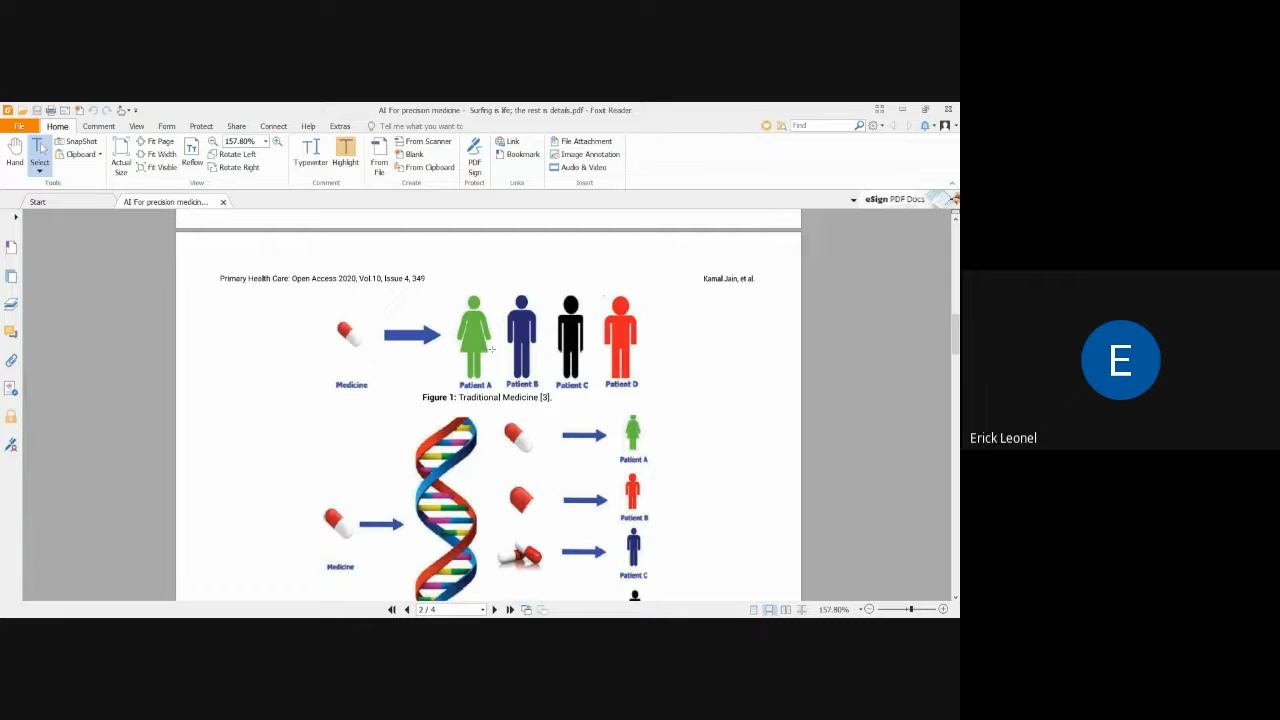 AI For precision medicine - Surfing is life; the rest is details.pdf - Foxit Reader
File Home Comment View Form Protect Share Connect Help Extras Tell me what you want to Find
Hand
Select
SnapShot
Clipboard
Tools
Actual Size
Fit Page
Fit Width
Fit Visible
Reflow
157.80%
Rotate Left
Rotate Right
View
Typewriter
Highlight
Comment
From File
From Scanner
Blank
From Clipboard
Create
PDF Sign
Protect
Link
Bookmark
Links
File Attachment
Image Annotation
Audio & Video
Insert
Start AI For precision medicin... eSign PDF Docs
Primary Health Care: Open Access 2020, Vol.10, Issue 4, 349 Kamal Jain, et al.
Medicine Patient A Patient B Patient C Patient D
Figure 1: Traditional Medicine [3].
Patient A
Patient B
Medicine
Patient C
2 / 4 157.80%
E
Erick Leonel